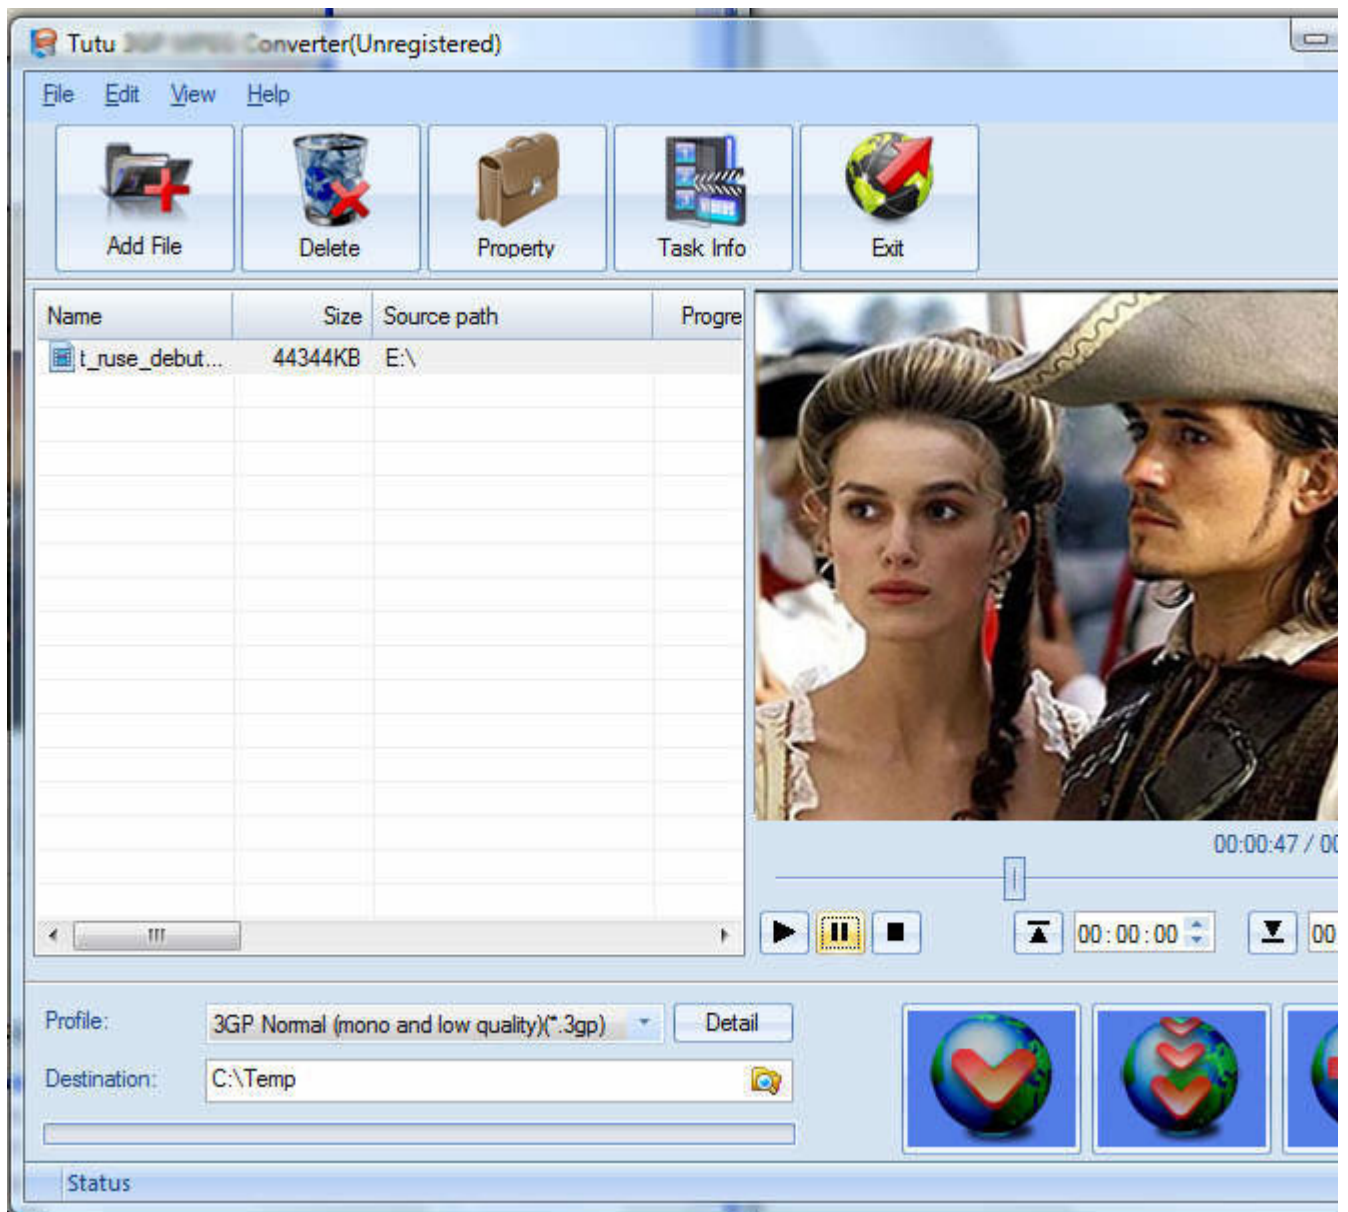 Tutu Converter(Unregistered)
File Edit View Help
Add File Delete Property Task Info Exit
Name Size Source path Progre
t_ruse_debut... 44344KB E:\
00:00:47 / 00
00:00:00 00
Profile: 3GP Normal (mono and low quality)(*.3gp) Detail
Destination: C:\Temp
Status